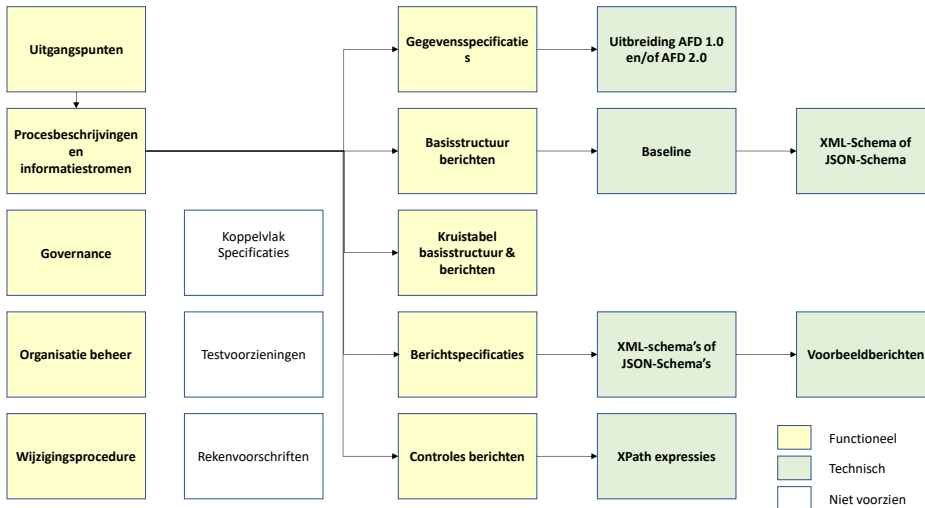 Uitgangspunten
Gegevensspecificatie
s
Uitbreiding AFD 1.0
en/of AFD 2.0
Procesbeschrijvingen
en
informatiestromen
Basisstructuur
berichten
Baseline
XML-Schema of
JSON-Schema
Governance
Koppelvlak
Specificaties
Kruistabel
basisstructuur &
berichten
Organisatie beheer
Testvoorzieningen
Berichtspecificaties
XML-schema's of
JSON-Schema's
Voorbeeldberichten
Wijzigingsprocedure
Rekenvoorschriften
Controles berichten
XPath expressies
Functioneel
Technisch
Niet voorzien